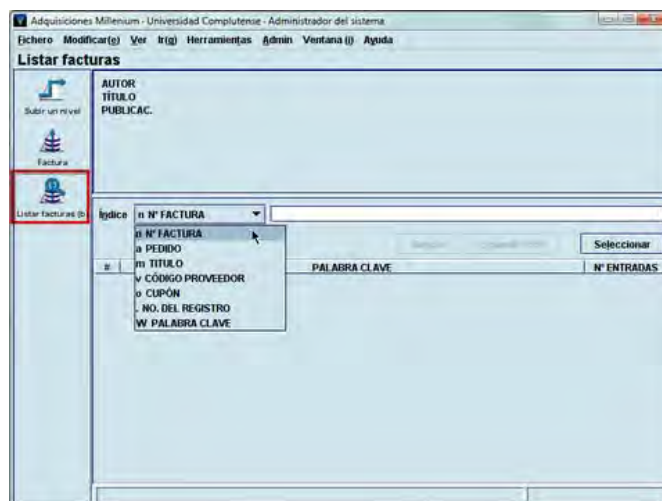 Adquisiciones Millenium - Universidad Complutense - Administrador del sistema
Fichero Modificar(e) Ver Ir(g) Herramientas Admin Ventana (j) Ayuda
Listar facturas
Subir un nivel
Factura
Listar facturas (b
AUTOR
TÍTULO
PUBLICAC.
Índice n Nº FACTURA
n Nº FACTURA
a PEDIDO
m TITULO
v CÓDIGO PROVEEDOR
o CUPÓN
. NO. DEL REGISTRO
W PALABRA CLAVE
Seleccionar
# PALABRA CLAVE Nº ENTRADAS